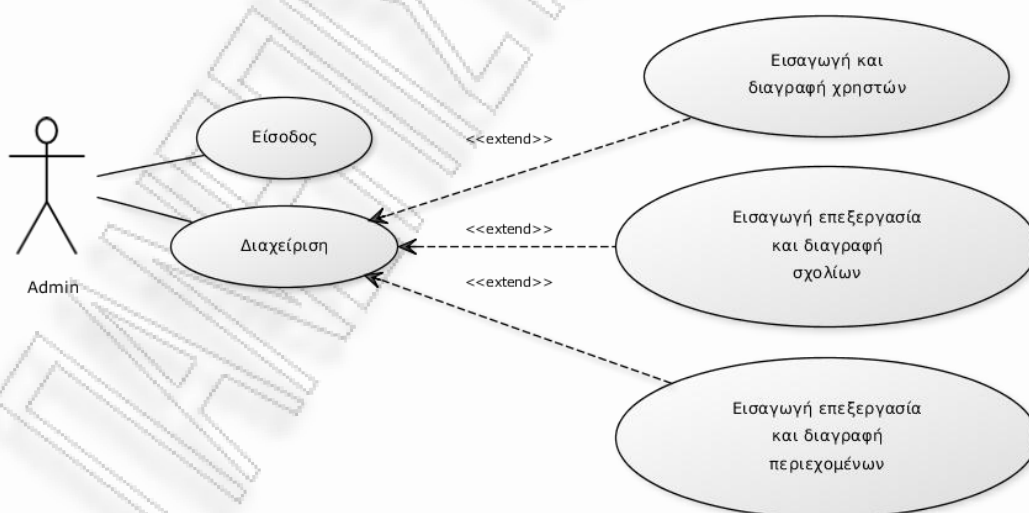 Εισαγωγή και
διαγραφή χρηστών
Είσοδος
<<extend>>
Εισαγωγή επεξεργασία
και διαγραφή
σχολίων
<<extend>>
Διαχείριση
<<extend>>
Admin
Εισαγωγή επεξεργασία
και διαγραφή
περιεχομένων